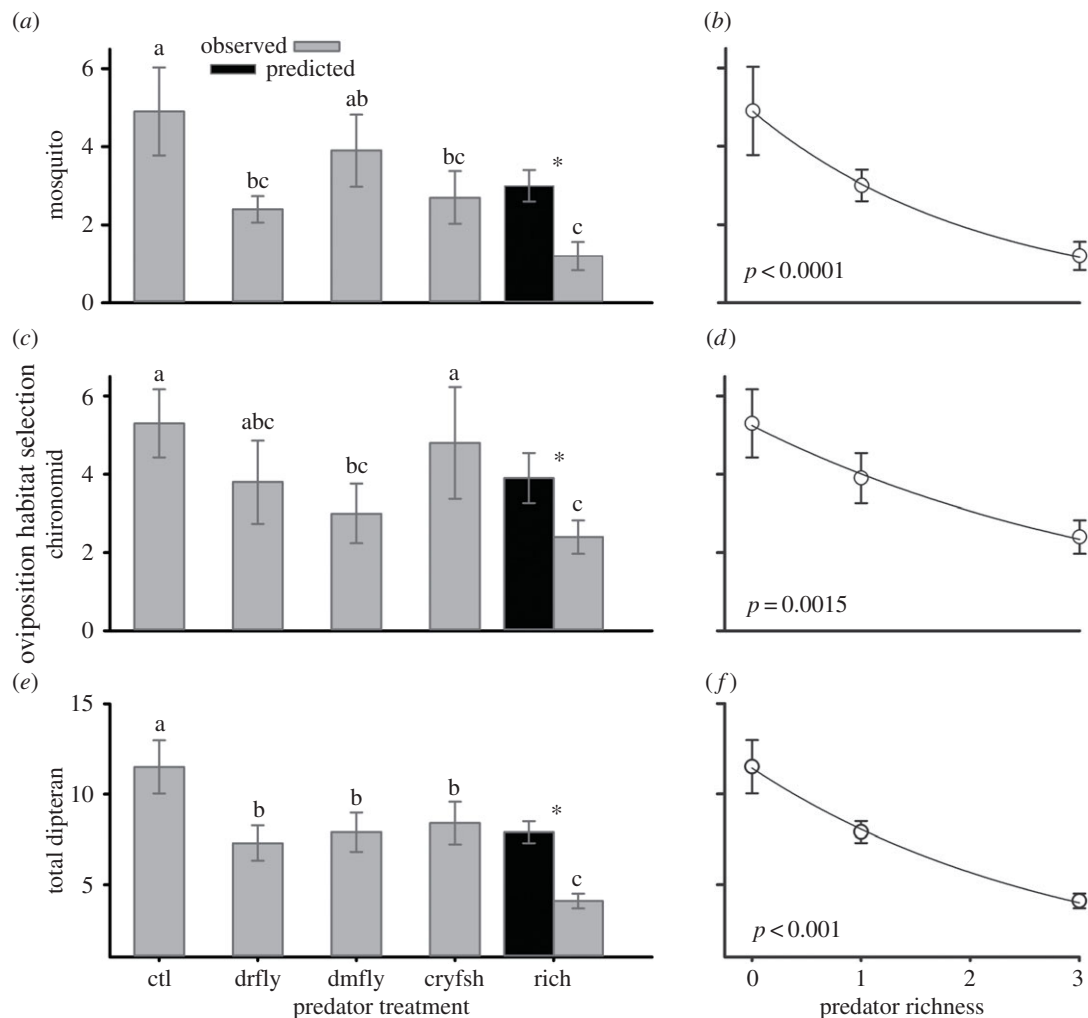 (a)
observed
predicted
a
bc
ab
bc
*
c
6
4
2
0
mosquito
(b)
p < 0.0001
(c)
a
abc
bc
a
*
c
6
4
2
0
oviposition habitat selection
chironomid
(d)
p = 0.0015
(e)
a
b
b
b
*
c
15
10
5
total dipteran
ctl drfly dmfly cryfsh rich
predator treatment
(f)
p < 0.001
0 1 2 3
predator richness